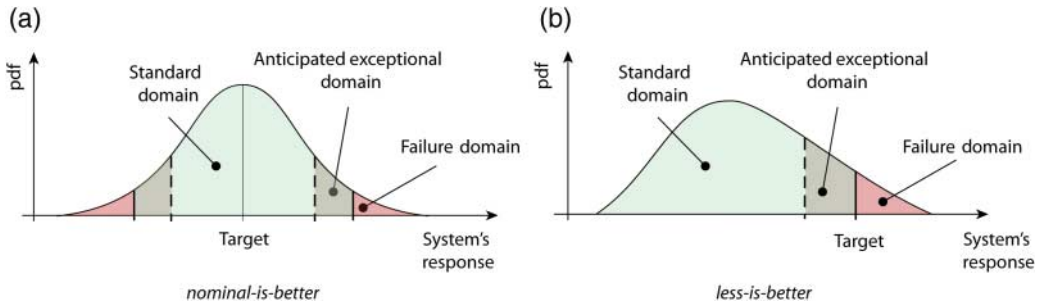 (a)
pdf
Standard
domain
Anticipated exceptional
domain
Failure domain
Target
System's
response
nominal-is-better
(b)
pdf
Standard
domain
Anticipated exceptional
domain
Failure domain
Target
System's
response
less-is-better